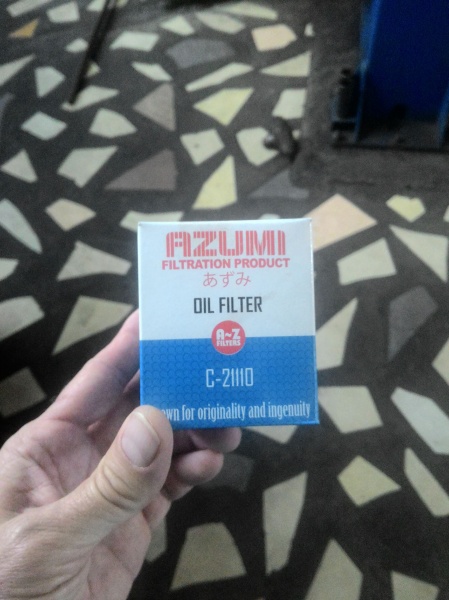 AZUMI
FILTRATION PRODUCT
あずみ
OIL FILTER
A~Z
FILTERS
C-21110
own for originality and ingenuity